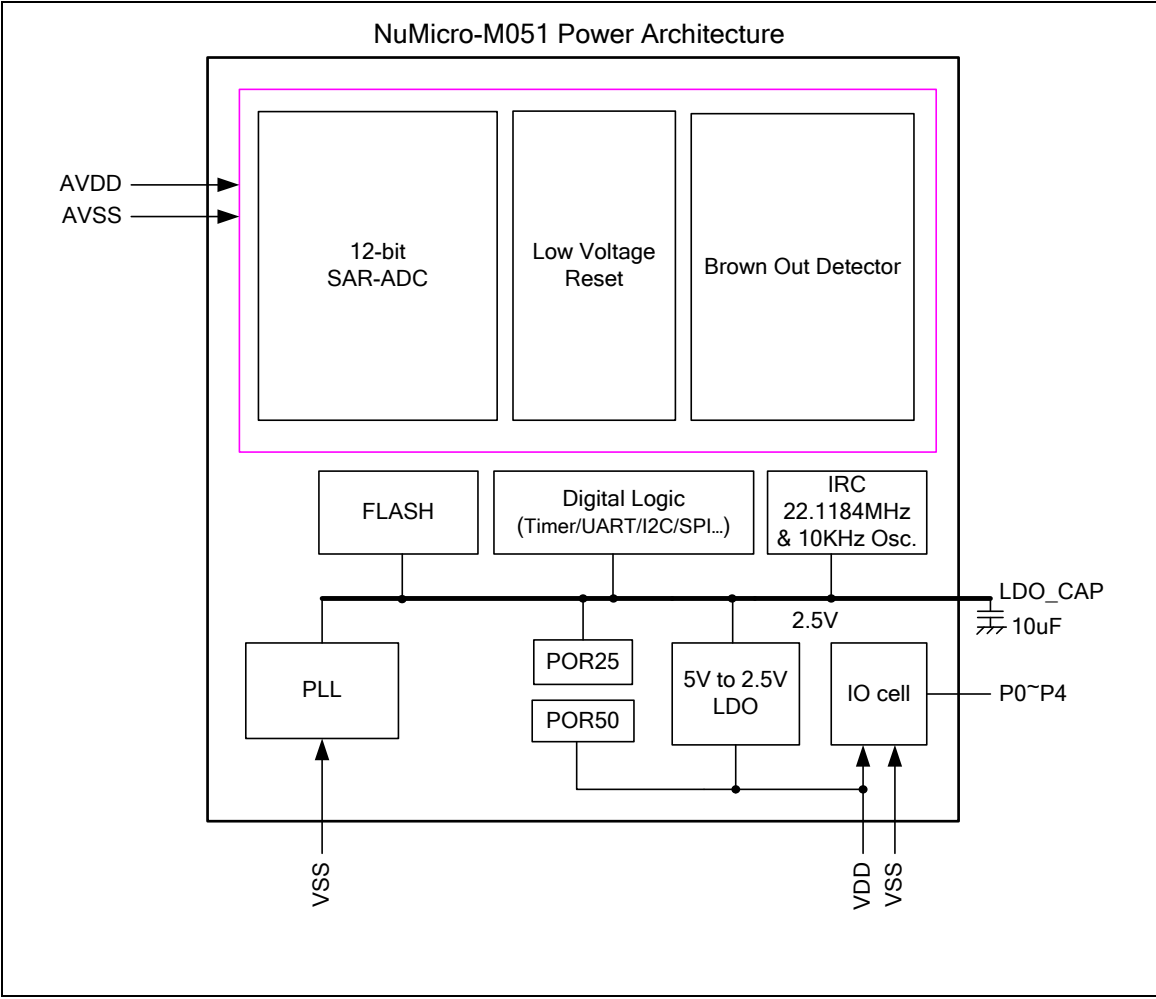 NuMicro-M051 Power Architecture
AVDD
AVSS
12-bit
SAR-ADC
Low Voltage
Reset
Brown Out Detector
FLASH
Digital Logic
(Timer/UART/I2C/SPI...)
IRC
22.1184MHz
& 10KHz Osc.
LDO_CAP
10uF
2.5V
PLL
POR25
POR50
5V to 2.5V
LDO
IO cell
P0~P4
VSS
VDD
VSS